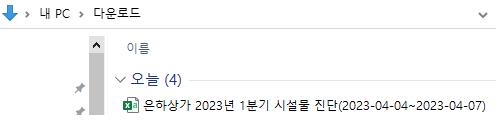 내 PC > 다운로드
이름
오늘 (4)
은하상가 2023년 1분기 시설물 진단(2023-04-04~2023-04-07)